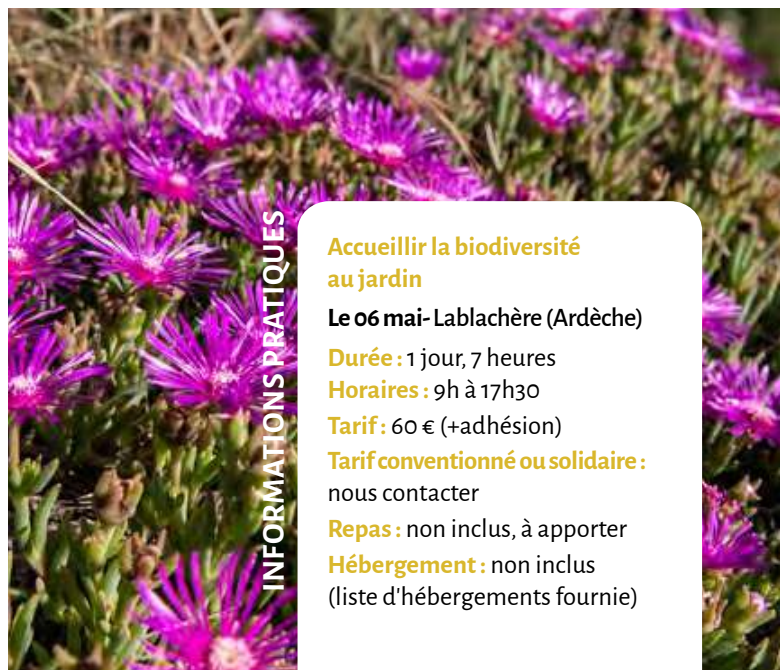 INFORMATIONS PRATIQUES
Accueillir la biodiversité
au jardin
Le 06 mai- Lablachère (Ardèche)
Durée : 1 jour, 7 heures
Horaires : 9h à 17h30
Tarif : 60 € (+adhésion)
Tarif conventionné ou solidaire :
nous contacter
Repas : non inclus, à apporter
Hébergement : non inclus
(liste d'hébergements fournie)